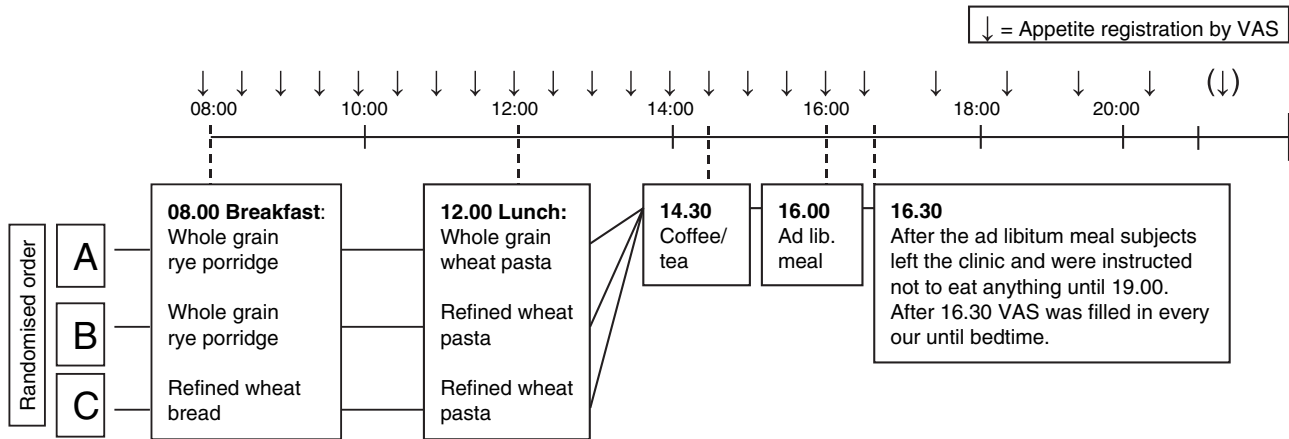 ↓ = Appetite registration by VAS
↓ ↓ ↓ ↓ ↓ ↓ ↓ ↓ ↓ ↓ ↓ ↓ ↓ ↓ ↓ ↓ ↓ ↓ ↓ ↓ ↓ ↓ (↓)
08:00 10:00 12:00 14:00 16:00 18:00 20:00
Randomised order
A
B
C
08.00 Breakfast:
Whole grain
rye porridge
Whole grain
rye porridge
Refined wheat
bread
12.00 Lunch:
Whole grain
wheat pasta
Refined wheat
pasta
Refined wheat
pasta
14.30
Coffee/
tea
16.00
Ad lib.
meal
16.30
After the ad libitum meal subjects
left the clinic and were instructed
not to eat anything until 19.00.
After 16.30 VAS was filled in every
our until bedtime.